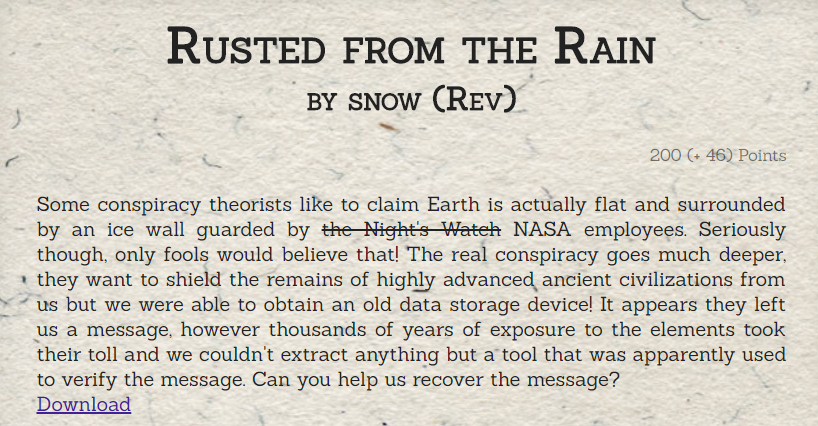 Rusted from the Rain
by snow (Rev)
200 (+ 46) Points
Some conspiracy theorists like to claim Earth is actually flat and surrounded
by an ice wall guarded by the Night's Watch NASA employees. Seriously
though, only fools would believe that! The real conspiracy goes much deeper,
they want to shield the remains of highly advanced ancient civilizations from
us but we were able to obtain an old data storage device! It appears they left
us a message, however thousands of years of exposure to the elements took
their toll and we couldn't extract anything but a tool that was apparently used
to verify the message. Can you help us recover the message?
Download